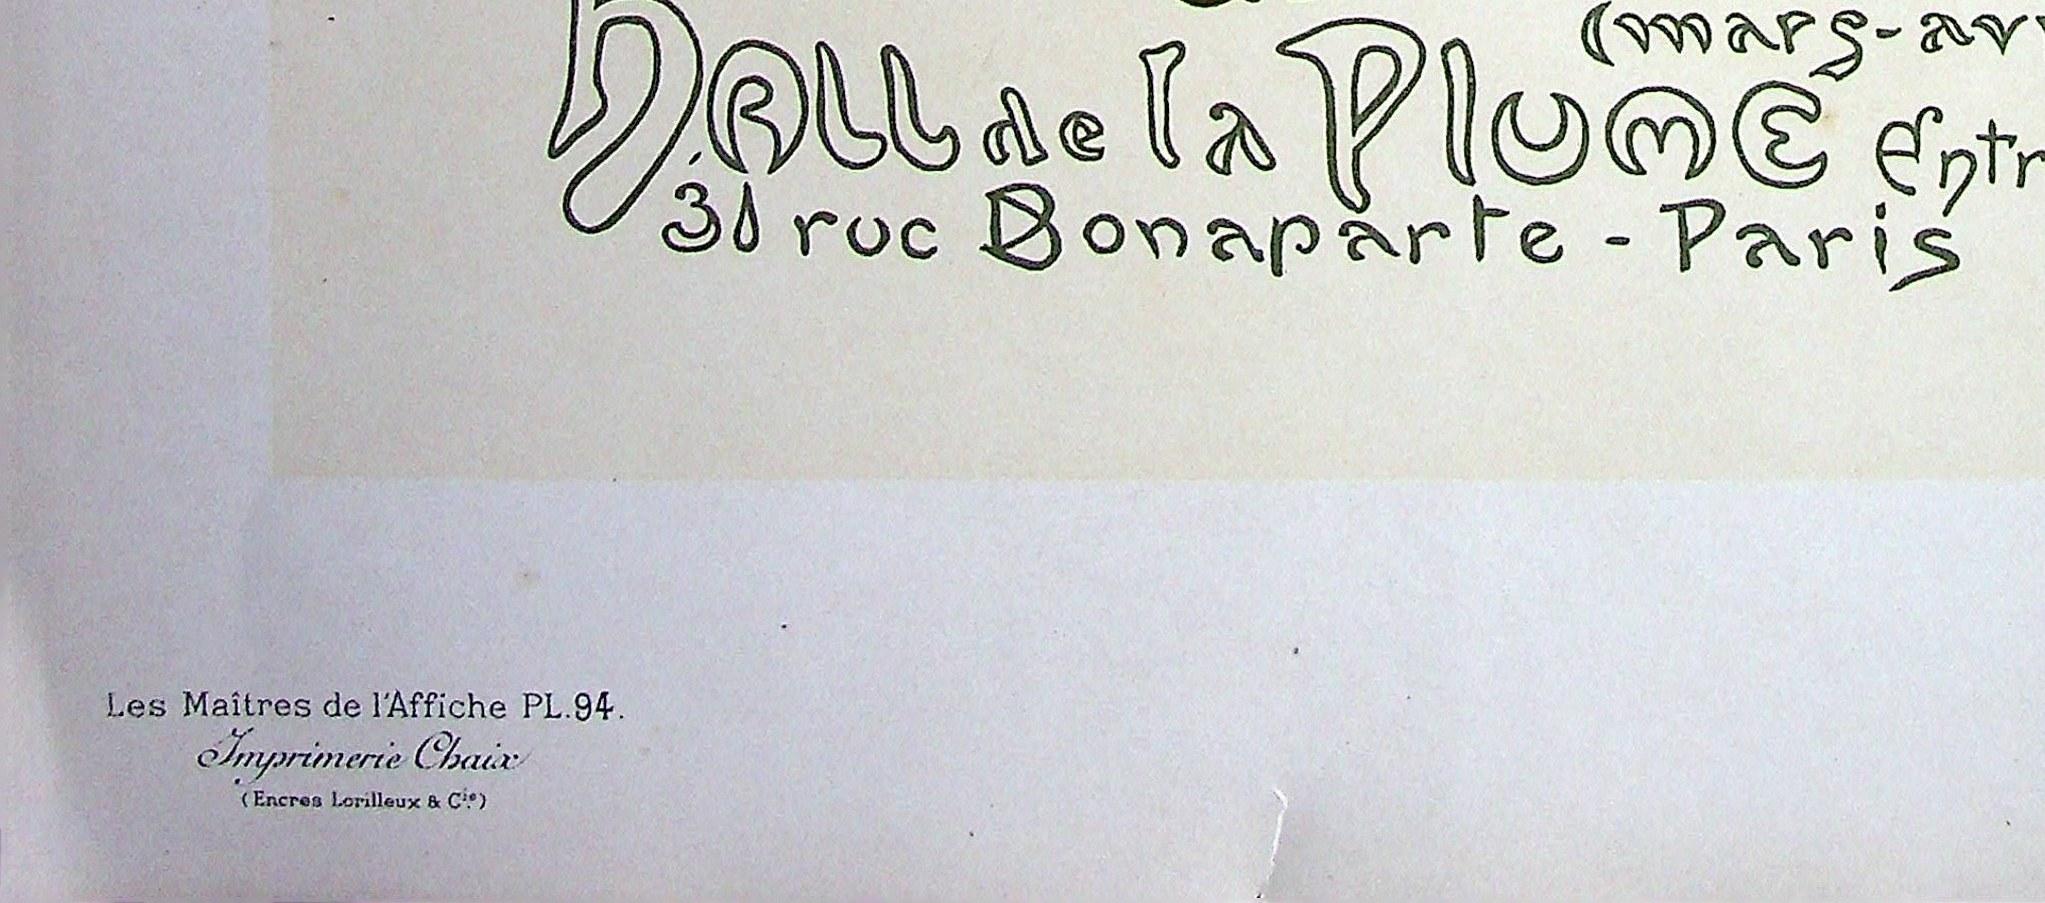 (mars-av
Hall de la Plume Entr
31 rue Bonaparte - Paris
Les Maîtres de l'Affiche PL.94.
Imprimerie Chaix
(Encres Lorilleux & Cie.)